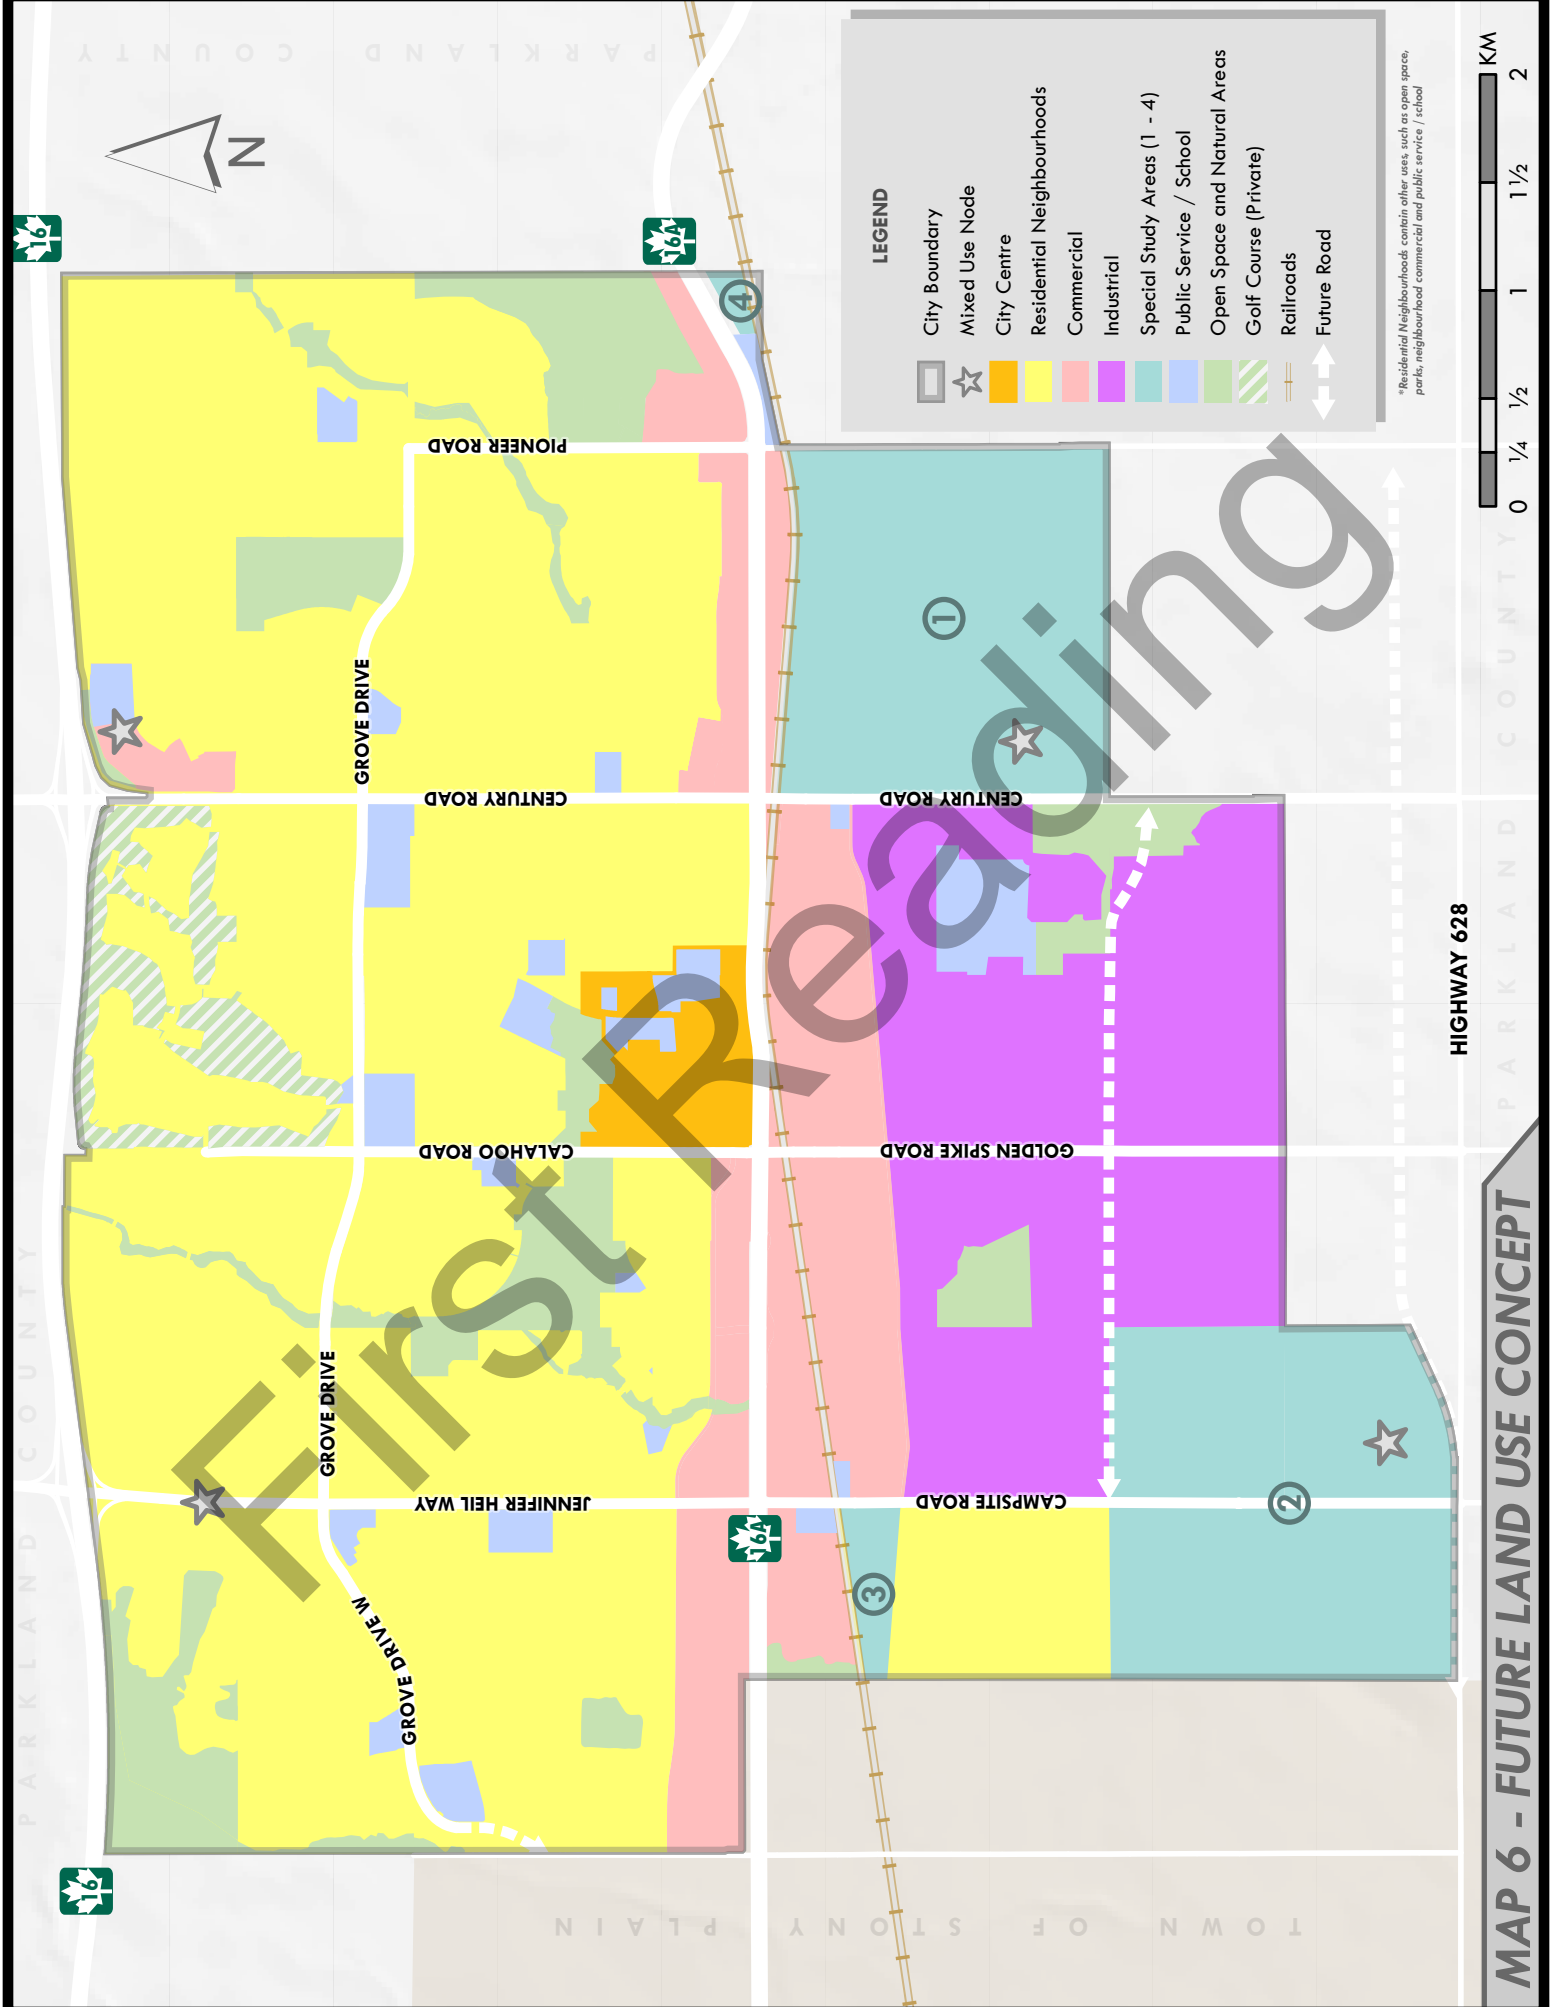 PARKLAND COUNTY
N
16
16A
LEGEND
City Boundary
Mixed Use Node
City Centre
Residential Neighbourhoods
Commercial
Industrial
Special Study Areas (1 - 4)
Public Service / School
Open Space and Natural Areas
Golf Course (Private)
Railroads
Future Road
*Residential Neighbourhoods contain other uses, such as open space,
parks, neighbourhood commercial and public service / school
0 ¼ ½ 1 1½ 2 KM
PARKLAND COUNTY
PIONEER ROAD
GROVE DRIVE
CENTURY ROAD
CENTURY ROAD
CALAHOO ROAD
GOLDEN SPIKE ROAD
GROVE DRIVE
JENNIFER HEIL WAY
CAMPSITE ROAD
GROVE DRIVE W
HIGHWAY 628
1
2
3
4
16A
16
PARKLAND COUNTY
TOWN OF STONY PLAIN
First Reading
MAP 6 - FUTURE LAND USE CONCEPT